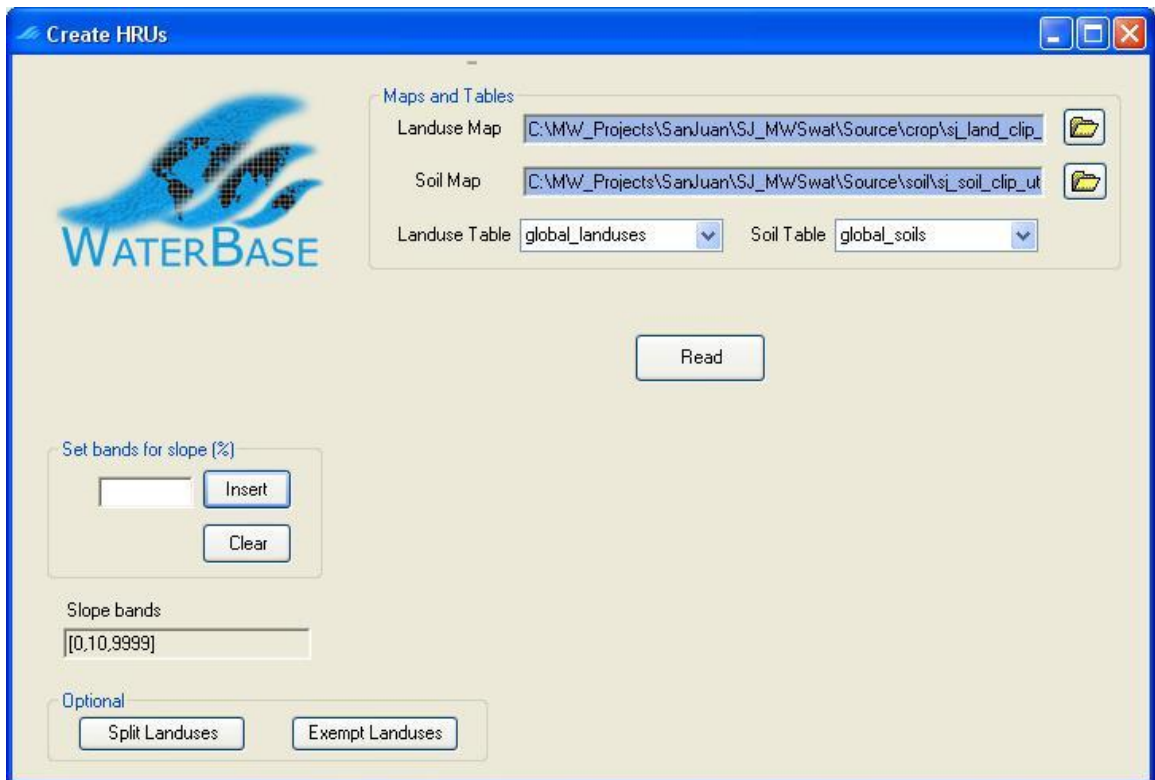 Create HRUs
WATERBASE
Maps and Tables
Landuse Map C:\MW_Projects\SanJuan\SJ_MWSwat\Source\crop\sj_land_clip_
Soil Map C:\MW_Projects\SanJuan\SJ_MWSwat\Source\soil\sj_soil_clip_ut
Landuse Table global_landuses Soil Table global_soils
Read
Set bands for slope (%)
Insert
Clear
Slope bands
[0,10,9999]
Optional
Split Landuses Exempt Landuses